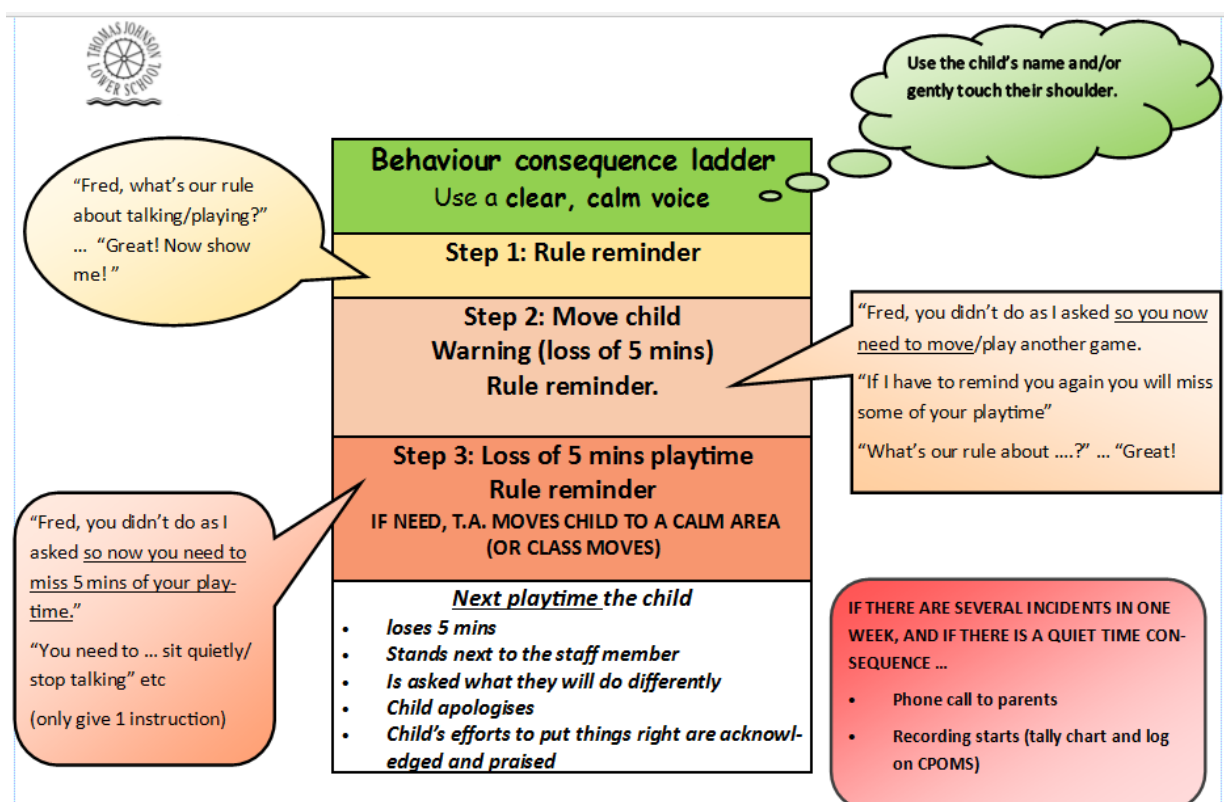 THOMAS JOHNSON
LOWER SCHOOL
Use the child's name and/or
gently touch their shoulder.
Behaviour consequence ladder
Use a clear, calm voice
"Fred, what's our rule
about talking/playing?"
... "Great! Now show
me! "
Step 1: Rule reminder
Step 2: Move child
Warning (loss of 5 mins)
Rule reminder.
"Fred, you didn't do as I asked so you now
need to move/play another game.
"If I have to remind you again you will miss
some of your playtime"
"What's our rule about ....?" ... "Great!
Step 3: Loss of 5 mins playtime
Rule reminder
IF NEED, T.A. MOVES CHILD TO A CALM AREA
(OR CLASS MOVES)
"Fred, you didn't do as I
asked so now you need to
miss 5 mins of your play-
time."
"You need to ... sit quietly/
stop talking" etc
(only give 1 instruction)
Next playtime the child
• loses 5 mins
• Stands next to the staff member
• Is asked what they will do differently
• Child apologises
• Child's efforts to put things right are acknowl-
edged and praised
IF THERE ARE SEVERAL INCIDENTS IN ONE
WEEK, AND IF THERE IS A QUIET TIME CON-
SEQUENCE ...
• Phone call to parents
• Recording starts (tally chart and log
on CPOMS)